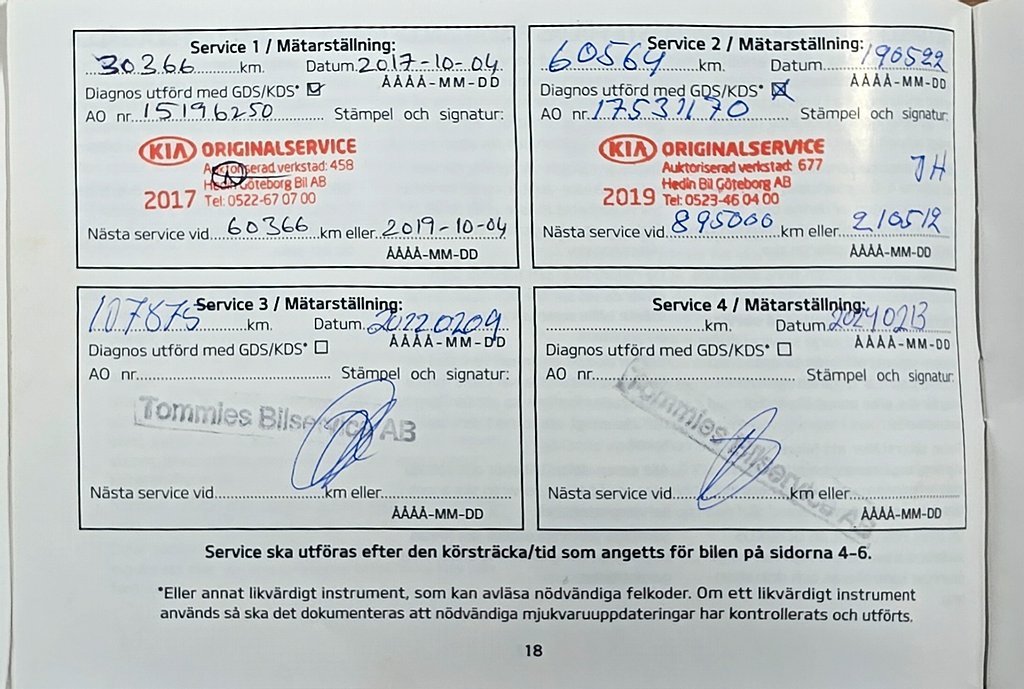 Service 1 / Mätarställning:
30366 km. Datum. 2017-10-04
ÅÅÅÅ-MM-DD
Diagnos utförd med GDS/KDS*
AO nr. 15196250 Stämpel och signatur:
KIA ORIGINALSERVICE
Auktoriserad verkstad: 458
Hedin Göteborg Bil AB
2017 Tel: 0522-67 07 00
Nästa service vid 60366 km eller 2019-10-04
ÅÅÅÅ-MM-DD
Service 2 / Mätarställning:
60564 km. Datum 190522
ÅÅÅÅ-MM-DD
Diagnos utförd med GDS/KDS*
AO nr. 17531170 Stämpel och signatur:
KIA ORIGINALSERVICE
Auktoriserad verkstad: 677
JH
Hedin Bil Göteborg AB
2019 Tel: 0523-46 04 00
Nästa service vid 895000 km eller 210512
ÅÅÅÅ-MM-DD
Service 3 / Mätarställning:
107875 km. Datum. 20220209
ÅÅÅÅ-MM-DD
Diagnos utförd med GDS/KDS*
AO nr. Stämpel och signatur:
Tommies Bilservice AB
Nästa service vid km eller
ÅÅÅÅ-MM-DD
Service 4 / Mätarställning:
km. Datum 20240213
ÅÅÅÅ-MM-DD
Diagnos utförd med GDS/KDS*
AO nr. Stämpel och signatur:
Tommies Bilservice AB
Nästa service vid km eller
ÅÅÅÅ-MM-DD
Service ska utföras efter den körsträcka/tid som angetts för bilen på sidorna 4-6.
*Eller annat likvärdigt instrument, som kan avläsa nödvändiga felkoder. Om ett likvärdigt instrument
används så ska det dokumenteras att nödvändiga mjukvaruuppdateringar har kontrollerats och utförts.
18